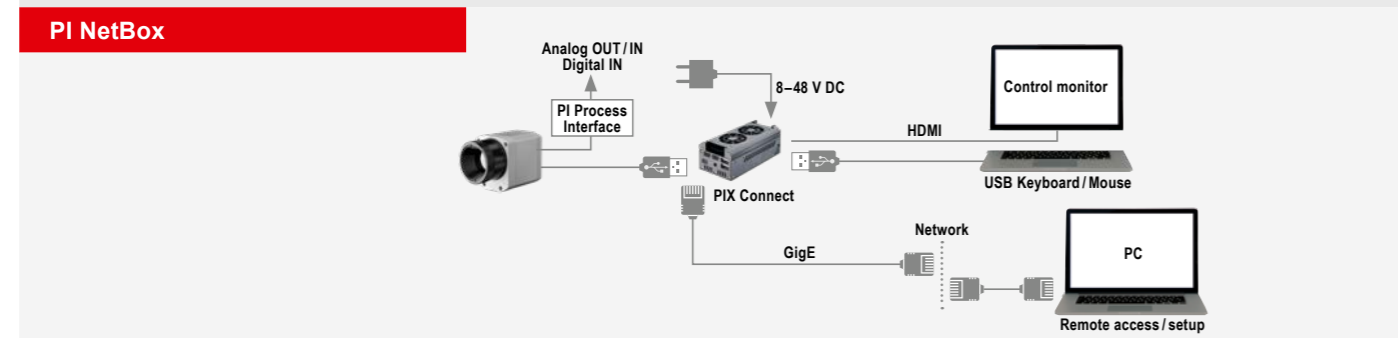 PI NetBox
Analog OUT / IN
Digital IN
PI Process
Interface
8–48 V DC
Control monitor
HDMI
USB Keyboard / Mouse
PIX Connect
GigE
Network
PC
Remote access / setup